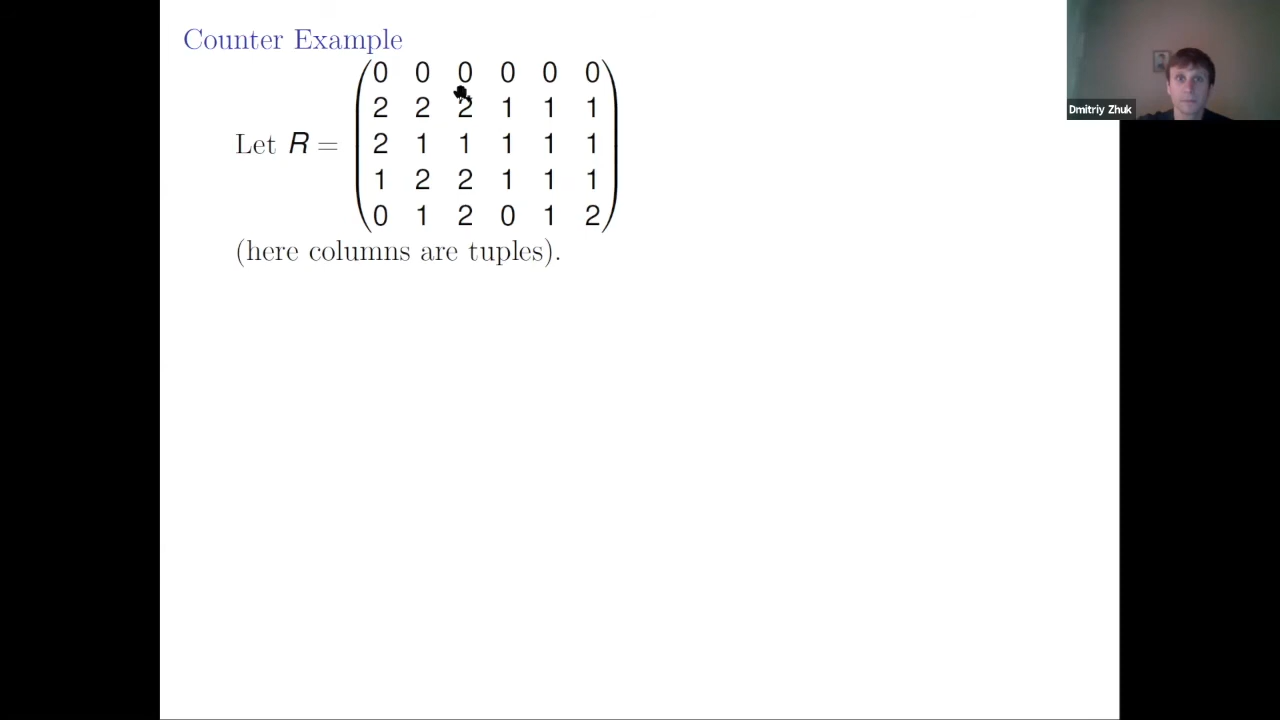 Counter Example
0 0 0 0 0 0
2 2 2 1 1 1
Let R = 2 1 1 1 1 1
1 2 2 1 1 1
0 1 2 0 1 2
(here columns are tuples).
Dmitriy Zhuk